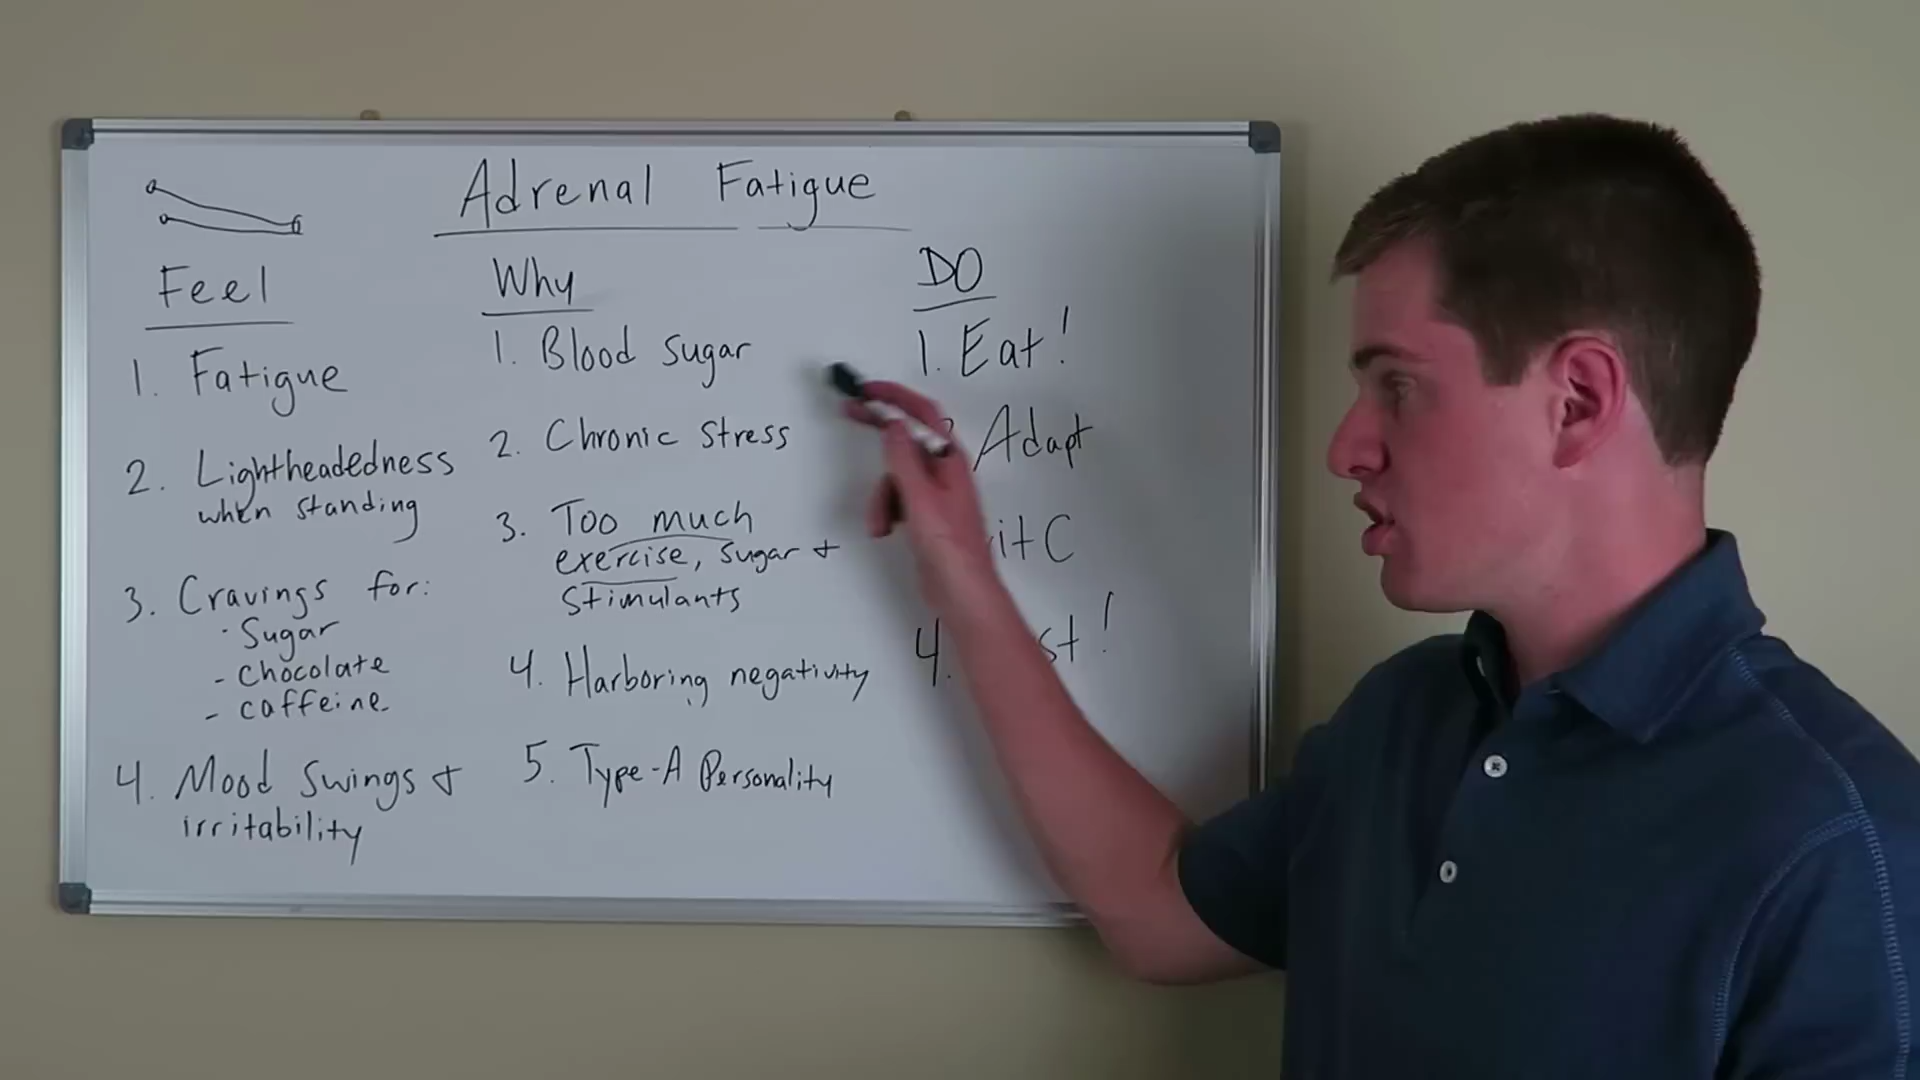 Adrenal Fatigue
Feel
1. Fatigue
2. Lightheadedness
when standing
3. Cravings for:
· Sugar
- Chocolate
- caffeine
4. Mood Swings &
irritability
Why
1. Blood sugar
2. Chronic stress
3. Too much
exercise, sugar +
stimulants
4. Harboring negativity
5. Type-A Personality
DO
1. Eat!
Adapt
it C
4. st!